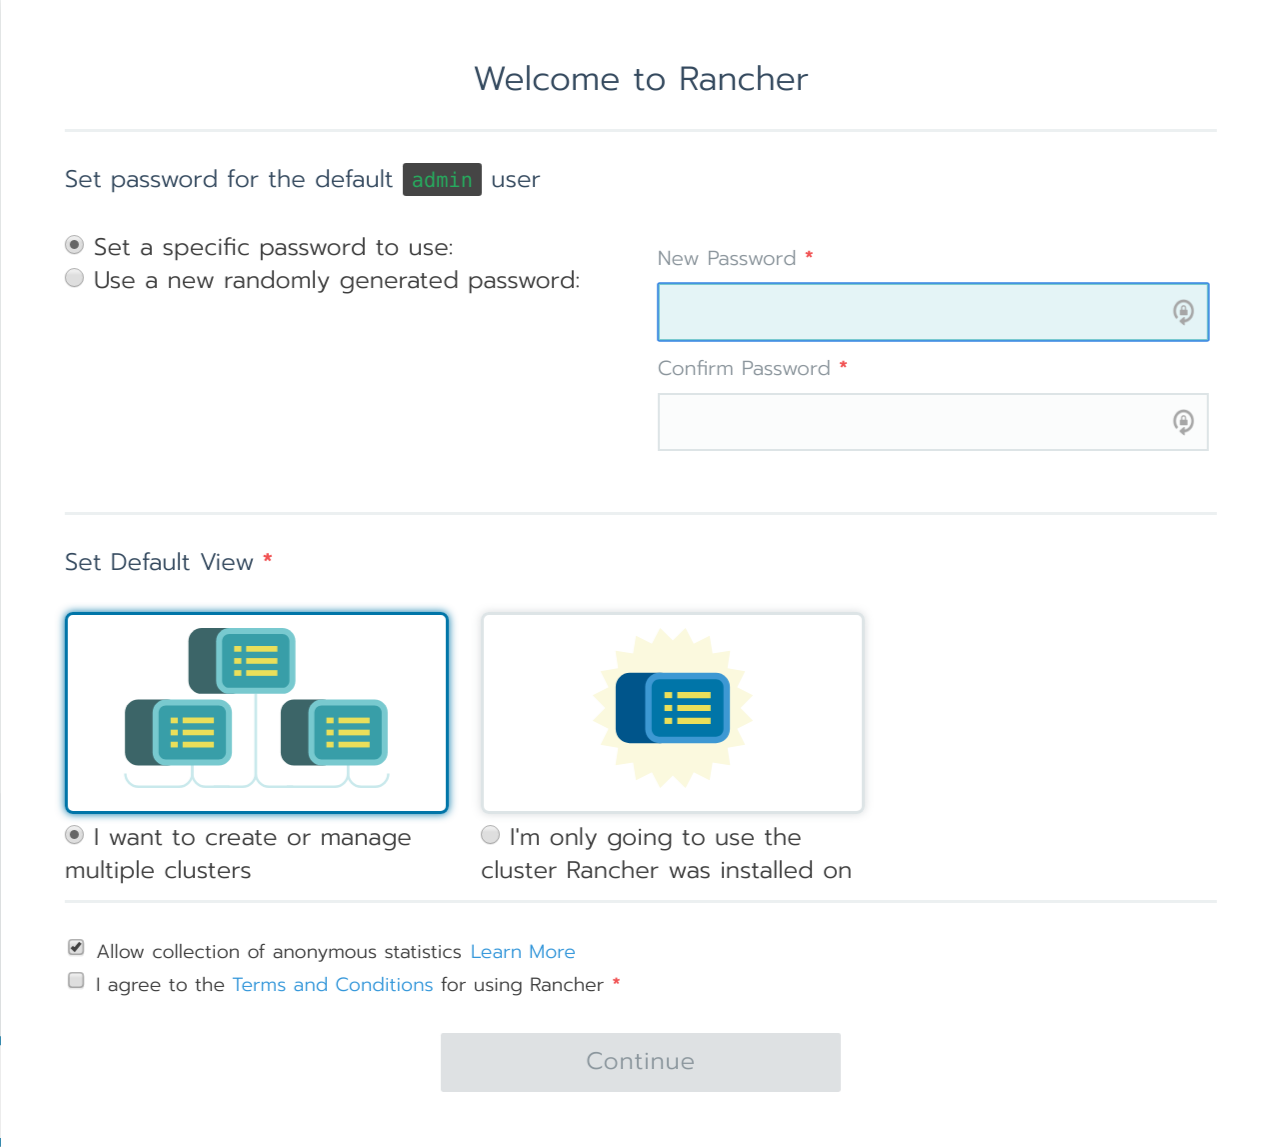 Welcome to Rancher
Set password for the default admin user
Set a specific password to use:
Use a new randomly generated password:
New Password *
Confirm Password *
Set Default View *
I want to create or manage
multiple clusters
I'm only going to use the
cluster Rancher was installed on
Allow collection of anonymous statistics Learn More
I agree to the Terms and Conditions for using Rancher *
Continue